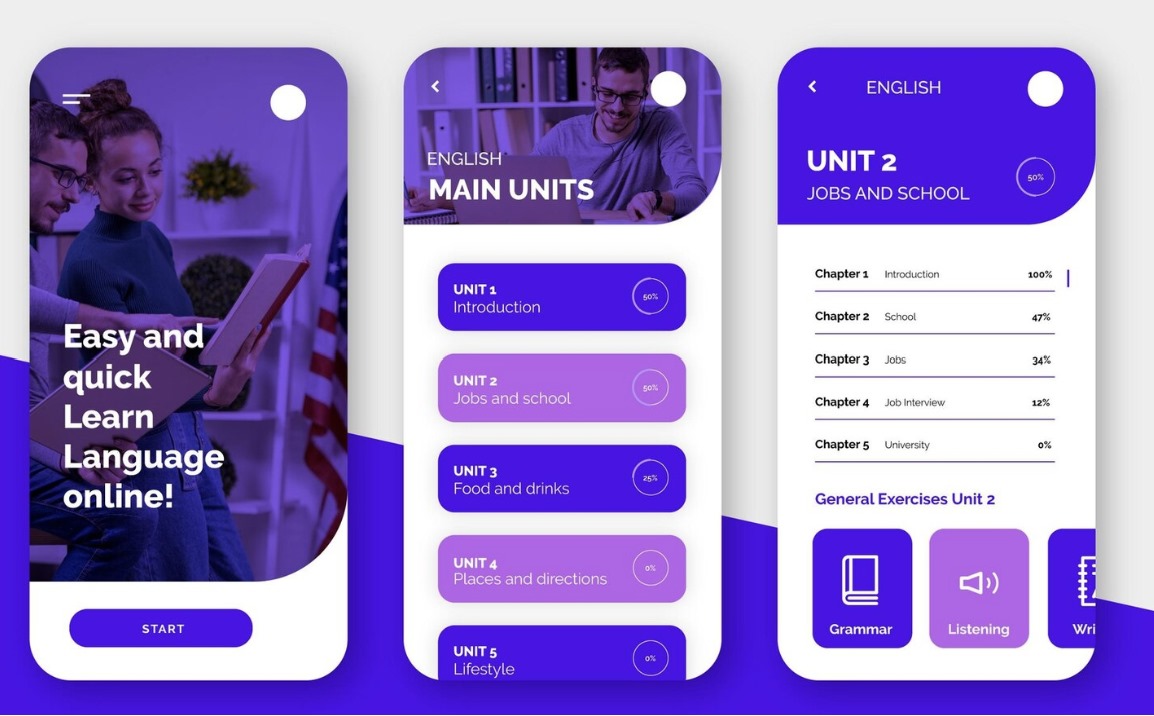 Easy and
quick
Learn
Language
online!
START
ENGLISH
MAIN UNITS
UNIT 1
Introduction
50%
UNIT 2
Jobs and school
50%
UNIT 3
Food and drinks
25%
UNIT 4
Places and directions
0%
UNIT 5
Lifestyle
0%
ENGLISH
UNIT 2
JOBS AND SCHOOL
50%
Chapter 1 Introduction 100%
Chapter 2 School 47%
Chapter 3 Jobs 34%
Chapter 4 Job Interview 12%
Chapter 5 University 0%
General Exercises Unit 2
Grammar
Listening
Wri